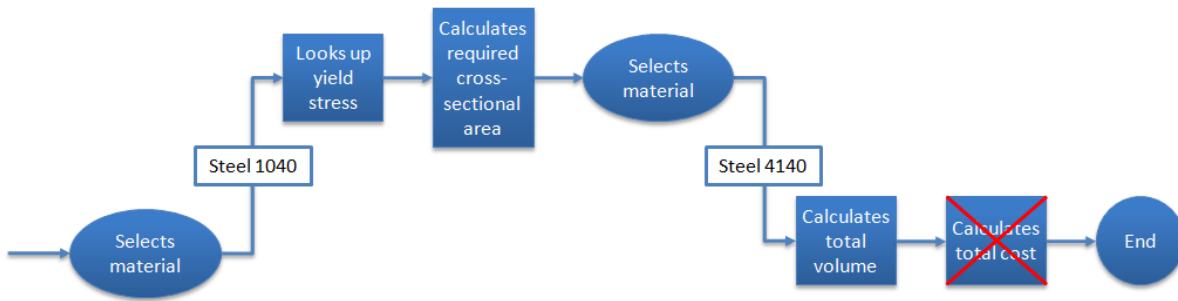 Selects
material
Steel 1040
Looks up
yield
stress
Calculates
required
cross-
sectional
area
Selects
material
Steel 4140
Calculates
total
volume
Calculates
total cost
End